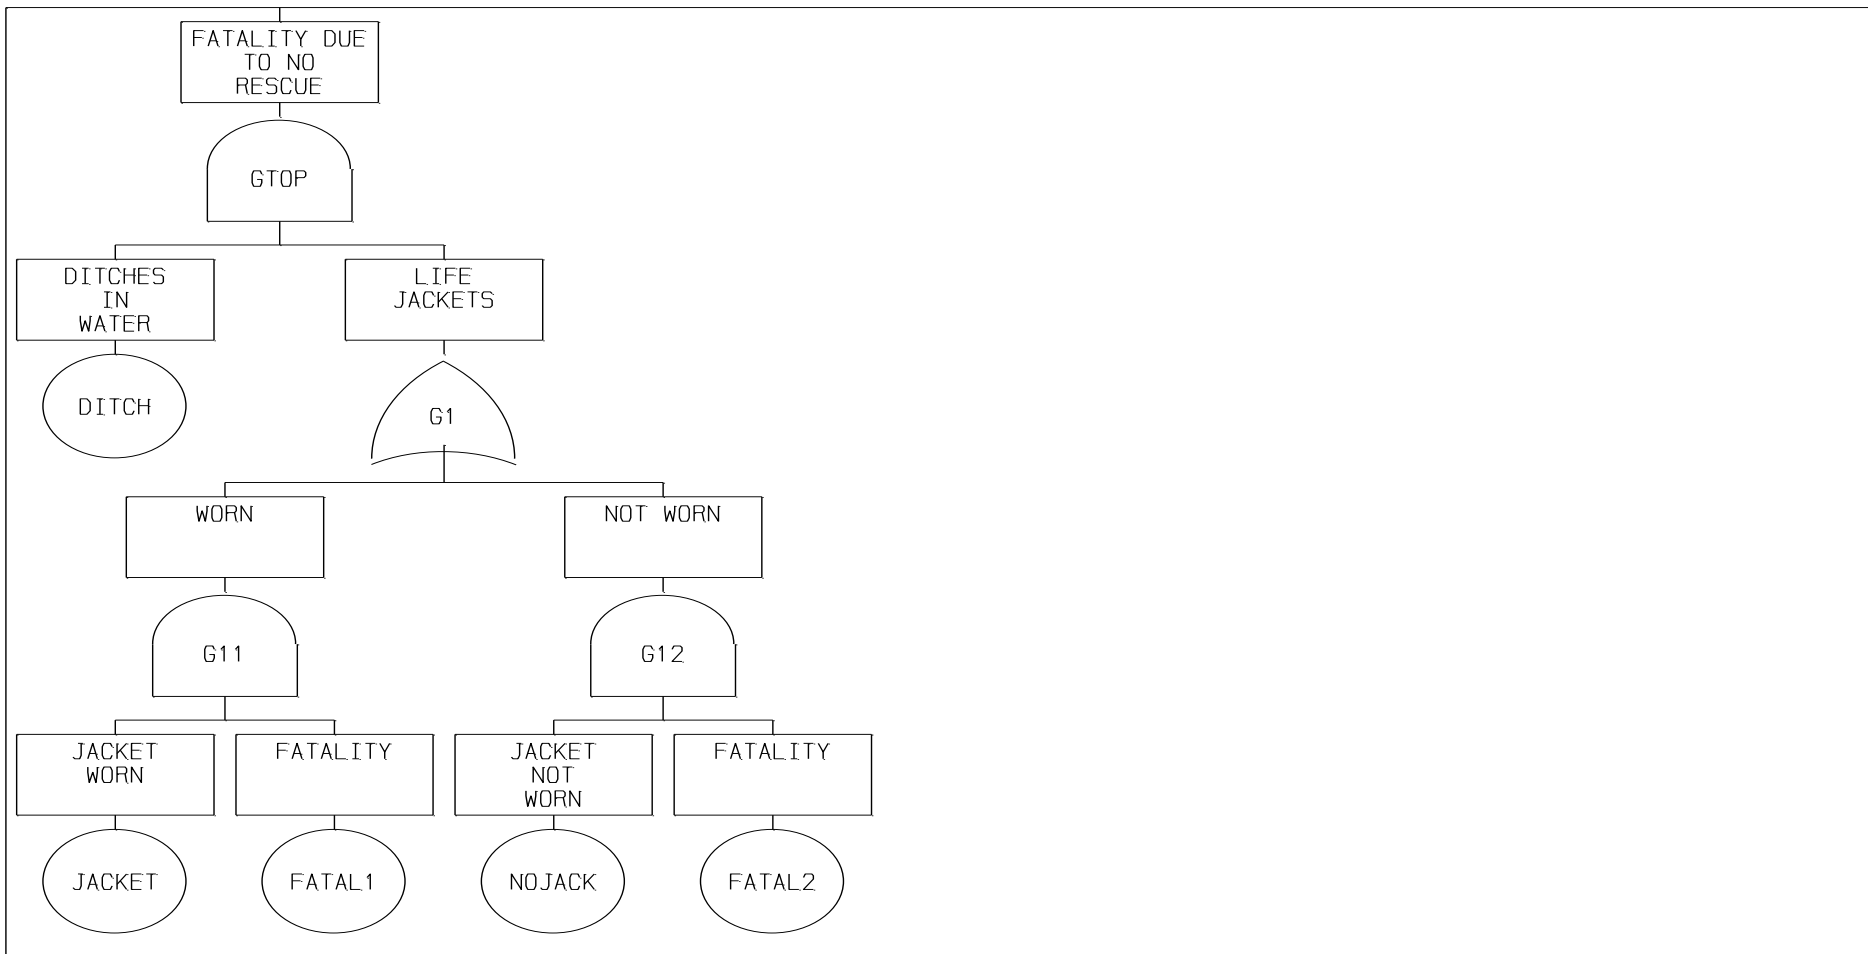 FATALITY DUE
TO NO
RESCUE
GTOP
DITCHES
IN
WATER
LIFE
JACKETS
DITCH
G1
WORN
NOT WORN
G11
G12
JACKET
WORN
FATALITY
JACKET
NOT
WORN
FATALITY
JACKET
FATAL1
NOJACK
FATAL2